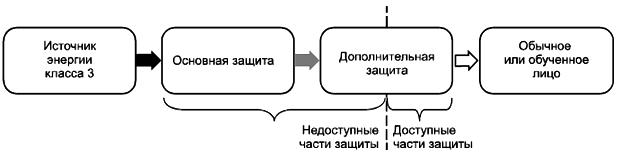 Источник
энергии
класса 3
Основная защита
Дополнительная
защита
Обычное
или обученное
лицо
Недоступные
части защиты
Доступные
части защиты